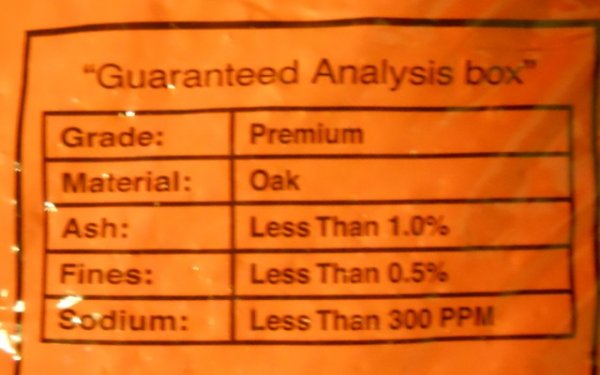 "Guaranteed Analysis box"
Grade: Premium
Material: Oak
Ash: Less Than 1.0%
Fines: Less Than 0.5%
Sodium: Less Than 300 PPM